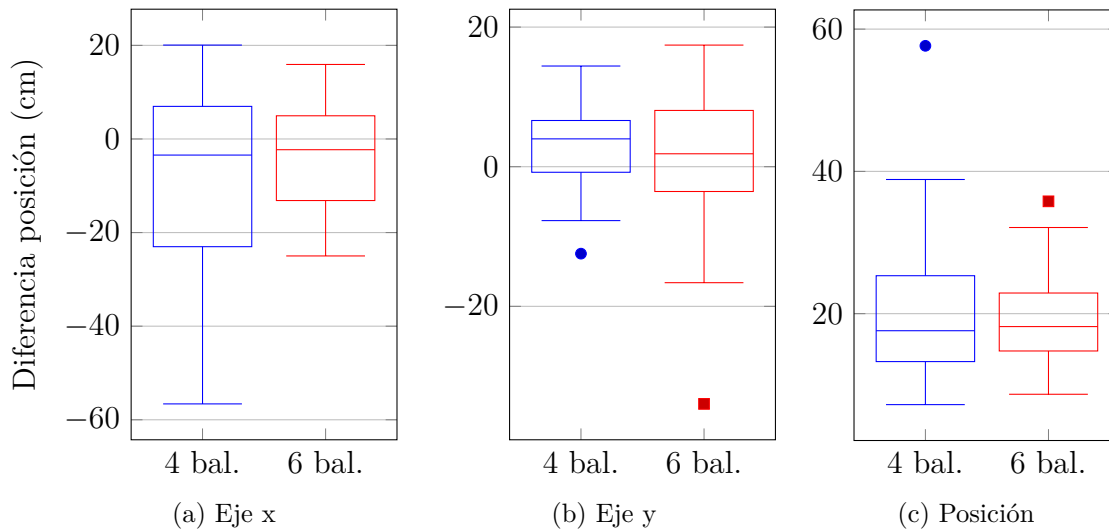 Diferencia posición (cm)
20
0
−20
−40
−60
4 bal. 6 bal.
(a) Eje x
20
0
−20
4 bal. 6 bal.
(b) Eje y
60
40
20
4 bal. 6 bal.
(c) Posición